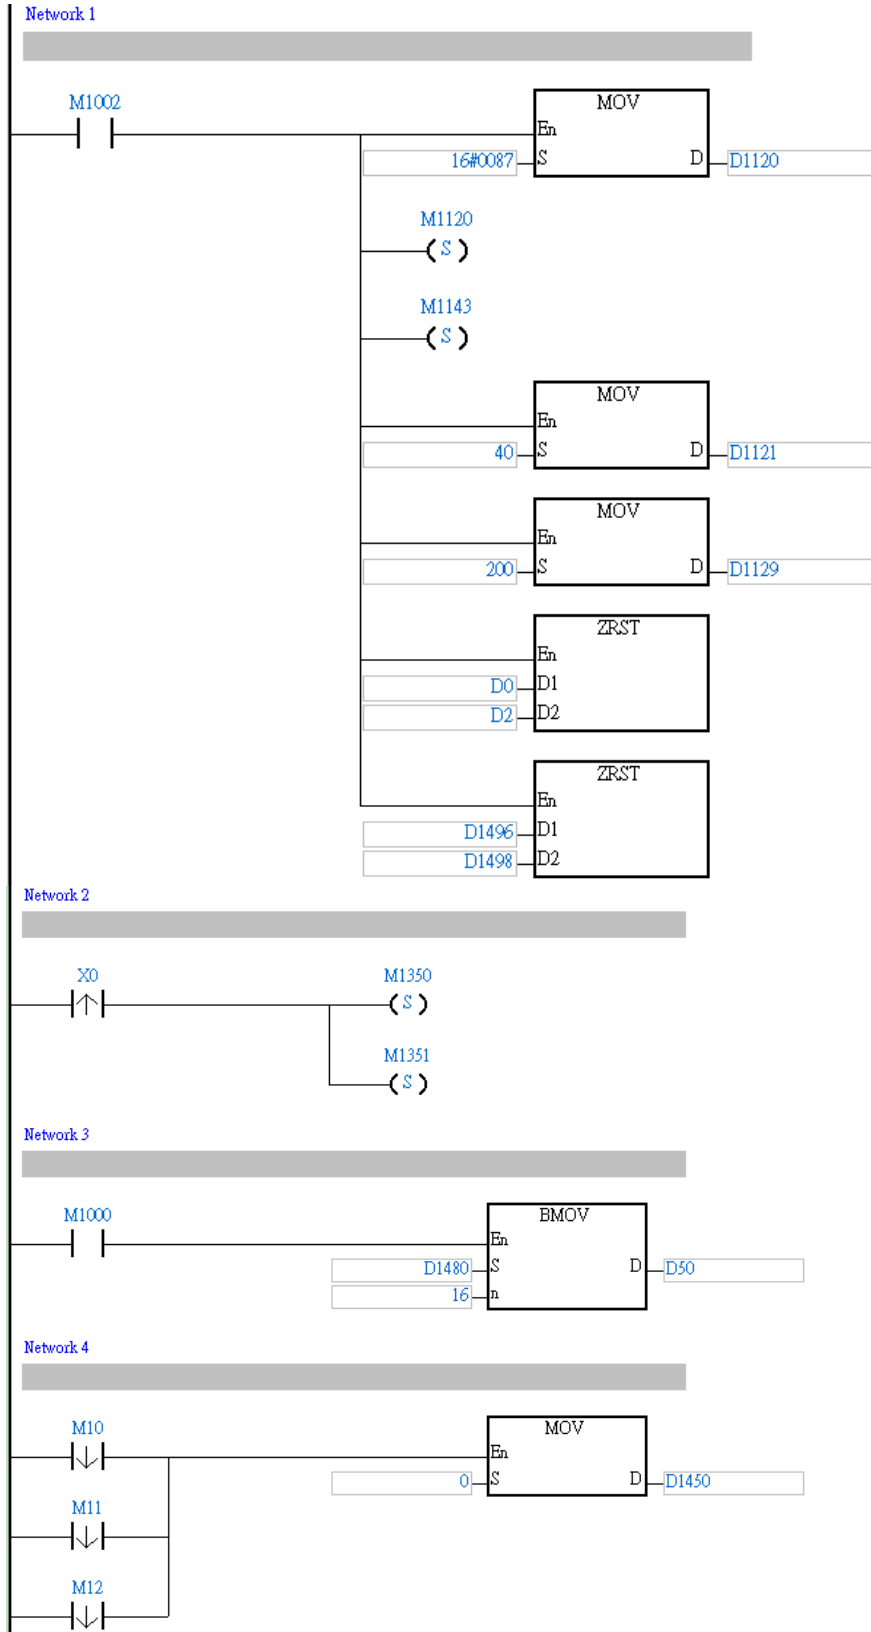 Network 1
M1002
MOV
En
16#0087 S D D1120
M1120
( S )
M1143
( S )
MOV
En
40 S D D1121
MOV
En
200 S D D1129
ZRST
En
D0 D1
D2 D2
ZRST
En
D1496 D1
D1498 D2
Network 2
X0 M1350
( S )
M1351
( S )
Network 3
M1000 BMOV
En
D1480 S D D50
16 n
Network 4
M10 MOV
En
0 S D D1450
M11
M12